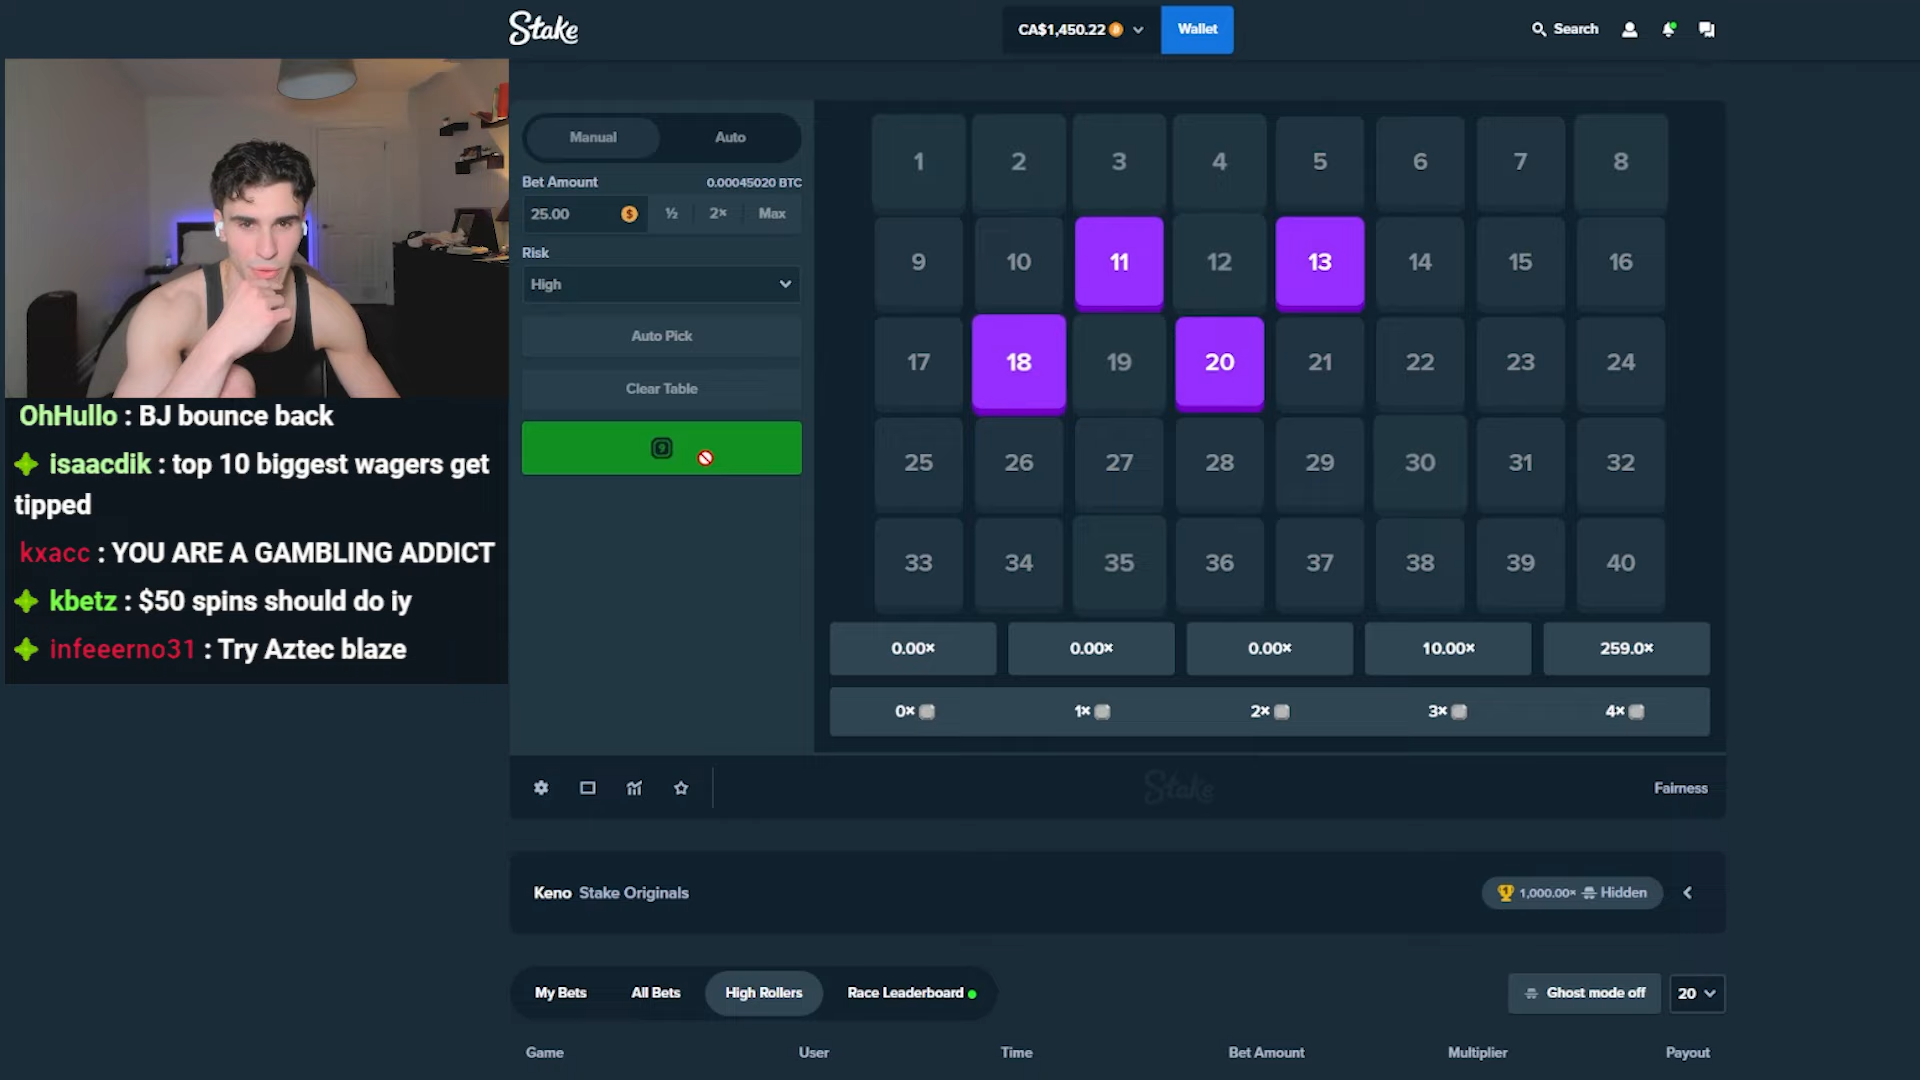 Stake
CA$1,450.22
Wallet
Search
Manual
Auto
Bet Amount
0.00045020 BTC
25.00
½
2×
Max
Risk
High
Auto Pick
Clear Table
1 2 3 4 5 6 7 8
9 10 11 12 13 14 15 16
17 18 19 20 21 22 23 24
25 26 27 28 29 30 31 32
33 34 35 36 37 38 39 40
0.00× 0.00× 0.00× 10.00× 259.0×
0× 1× 2× 3× 4×
OhHullo : BJ bounce back
isaacdik : top 10 biggest wagers get
tipped
kxacc : YOU ARE A GAMBLING ADDICT
kbetz : $50 spins should do iy
infeeerno31 : Try Aztec blaze
Stake
Fairness
Keno Stake Originals
1,000.00× Hidden
My Bets
All Bets
High Rollers
Race Leaderboard
Ghost mode off
20
Game User Time Bet Amount Multiplier Payout